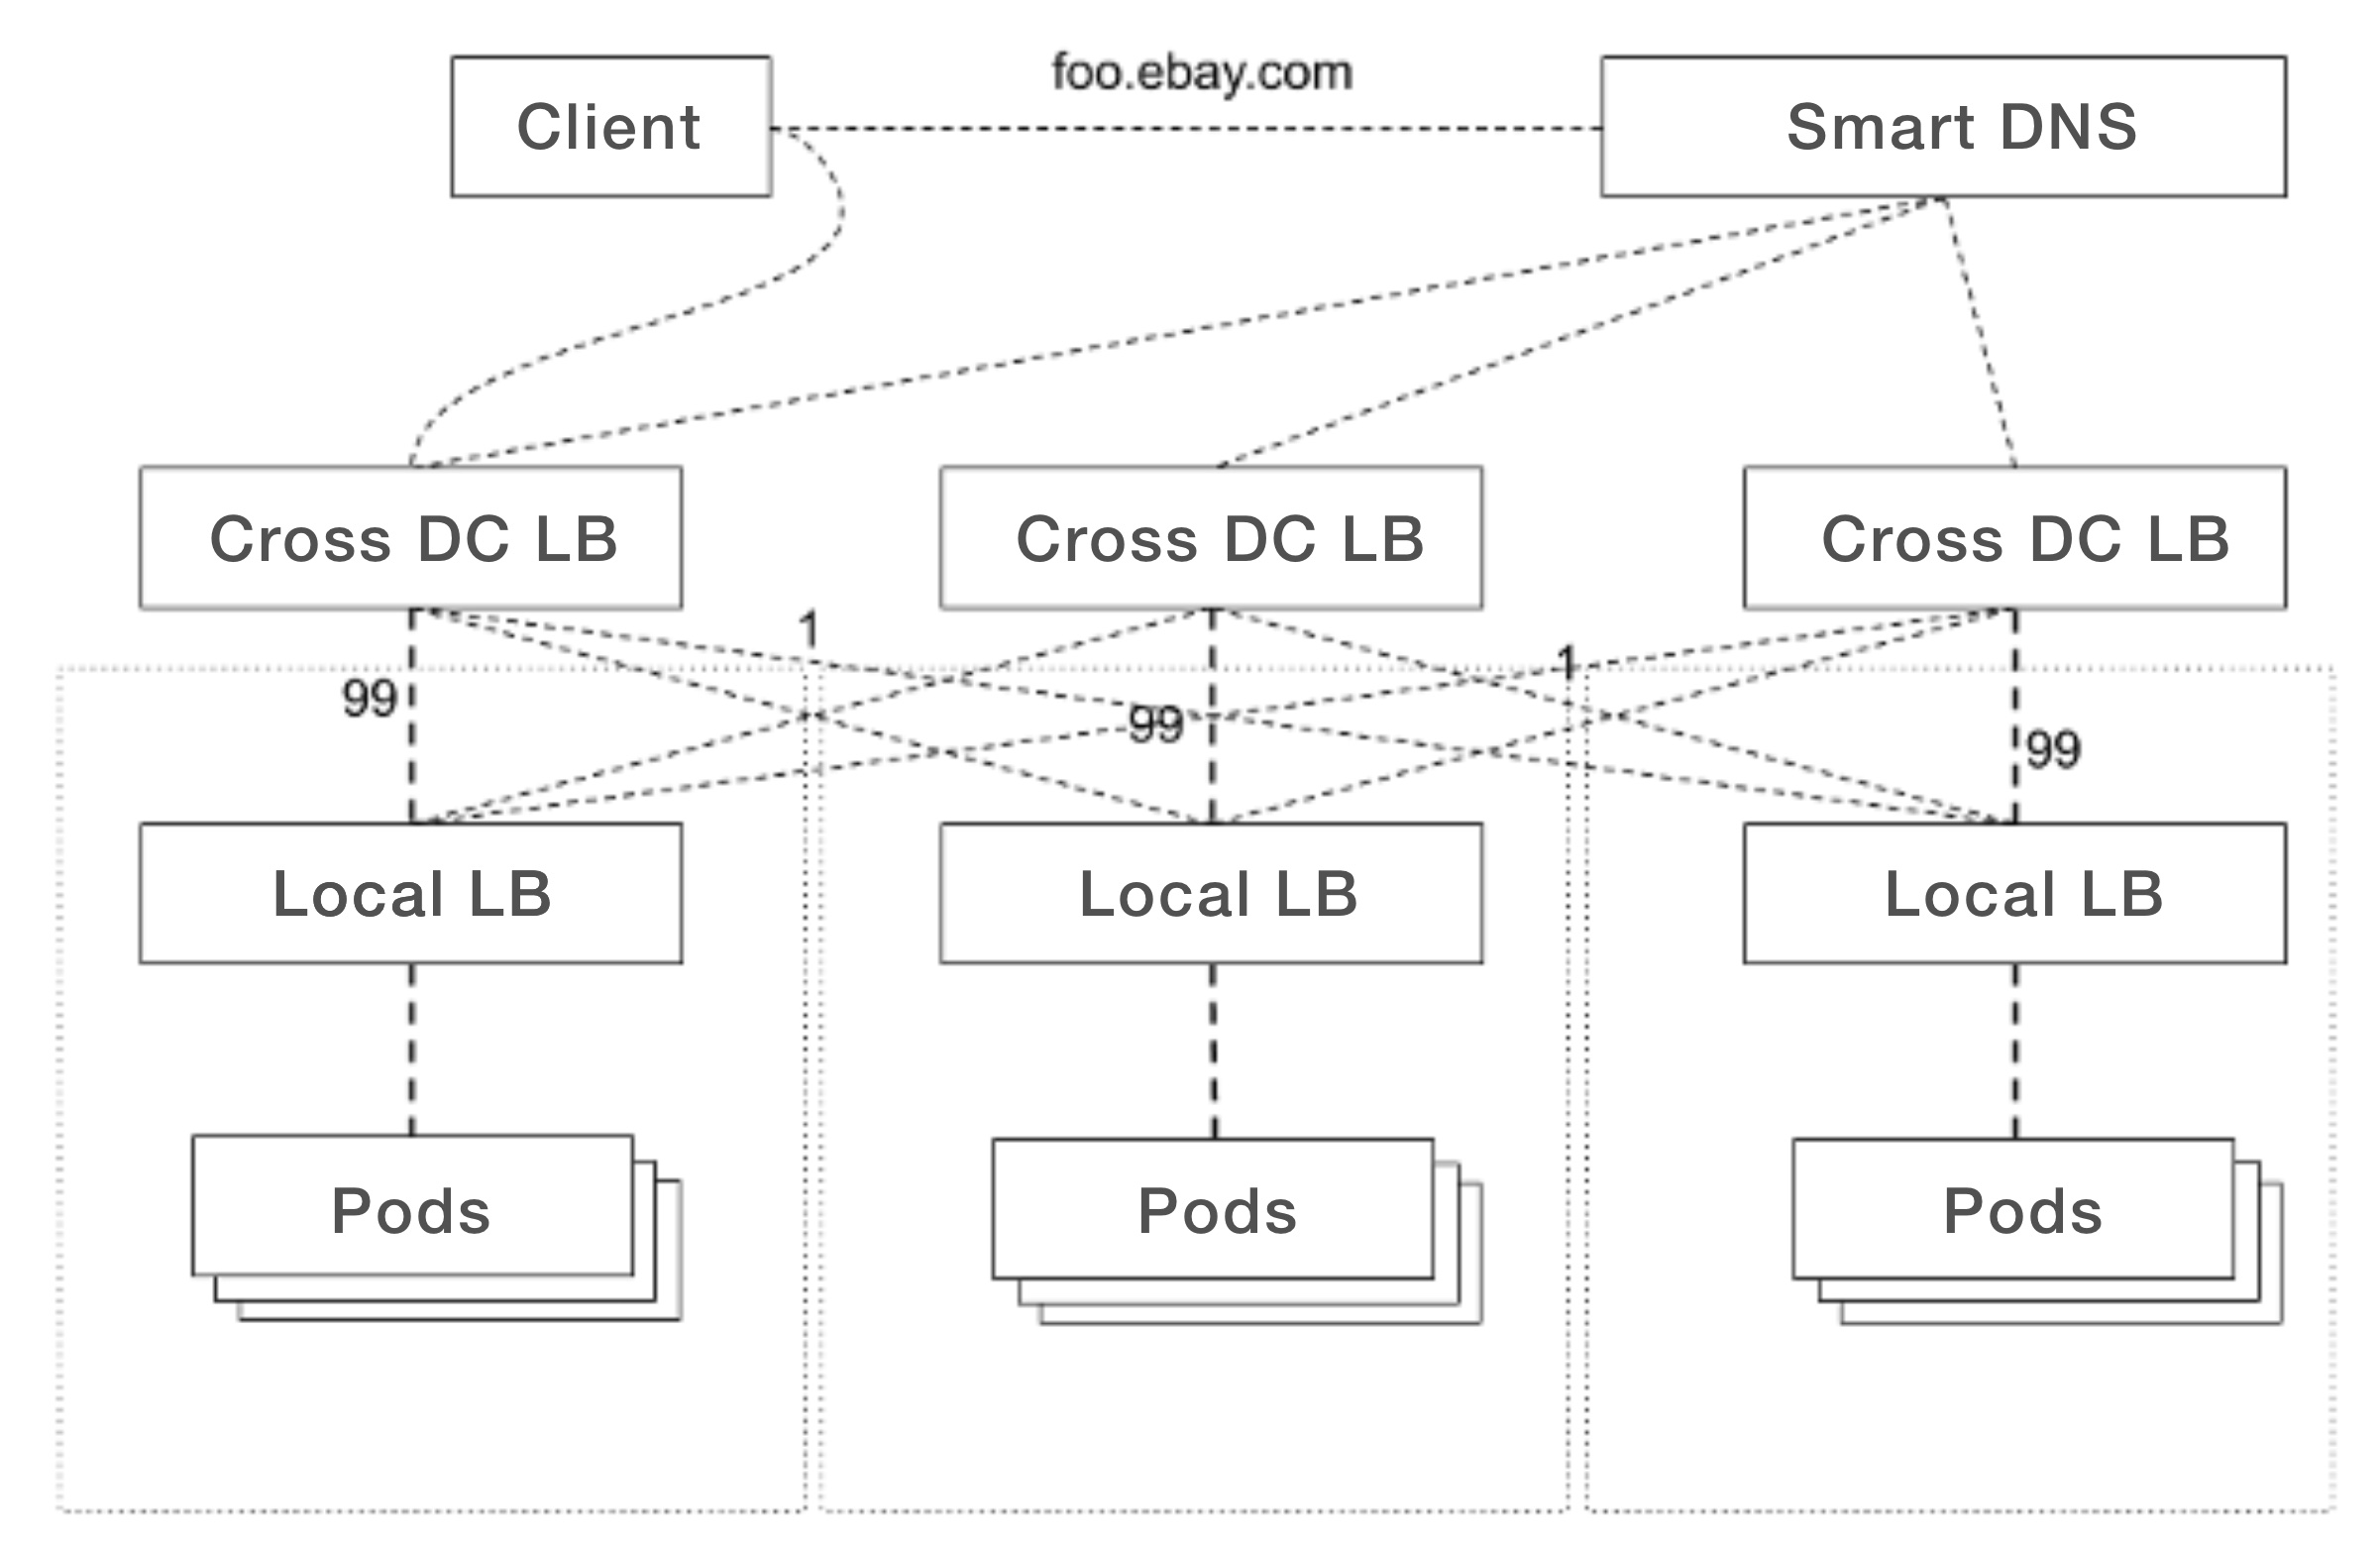 foo.ebay.com
Client
Smart DNS
Cross DC LB
Cross DC LB
Cross DC LB
1
1
99
99
99
Local LB
Local LB
Local LB
Pods
Pods
Pods